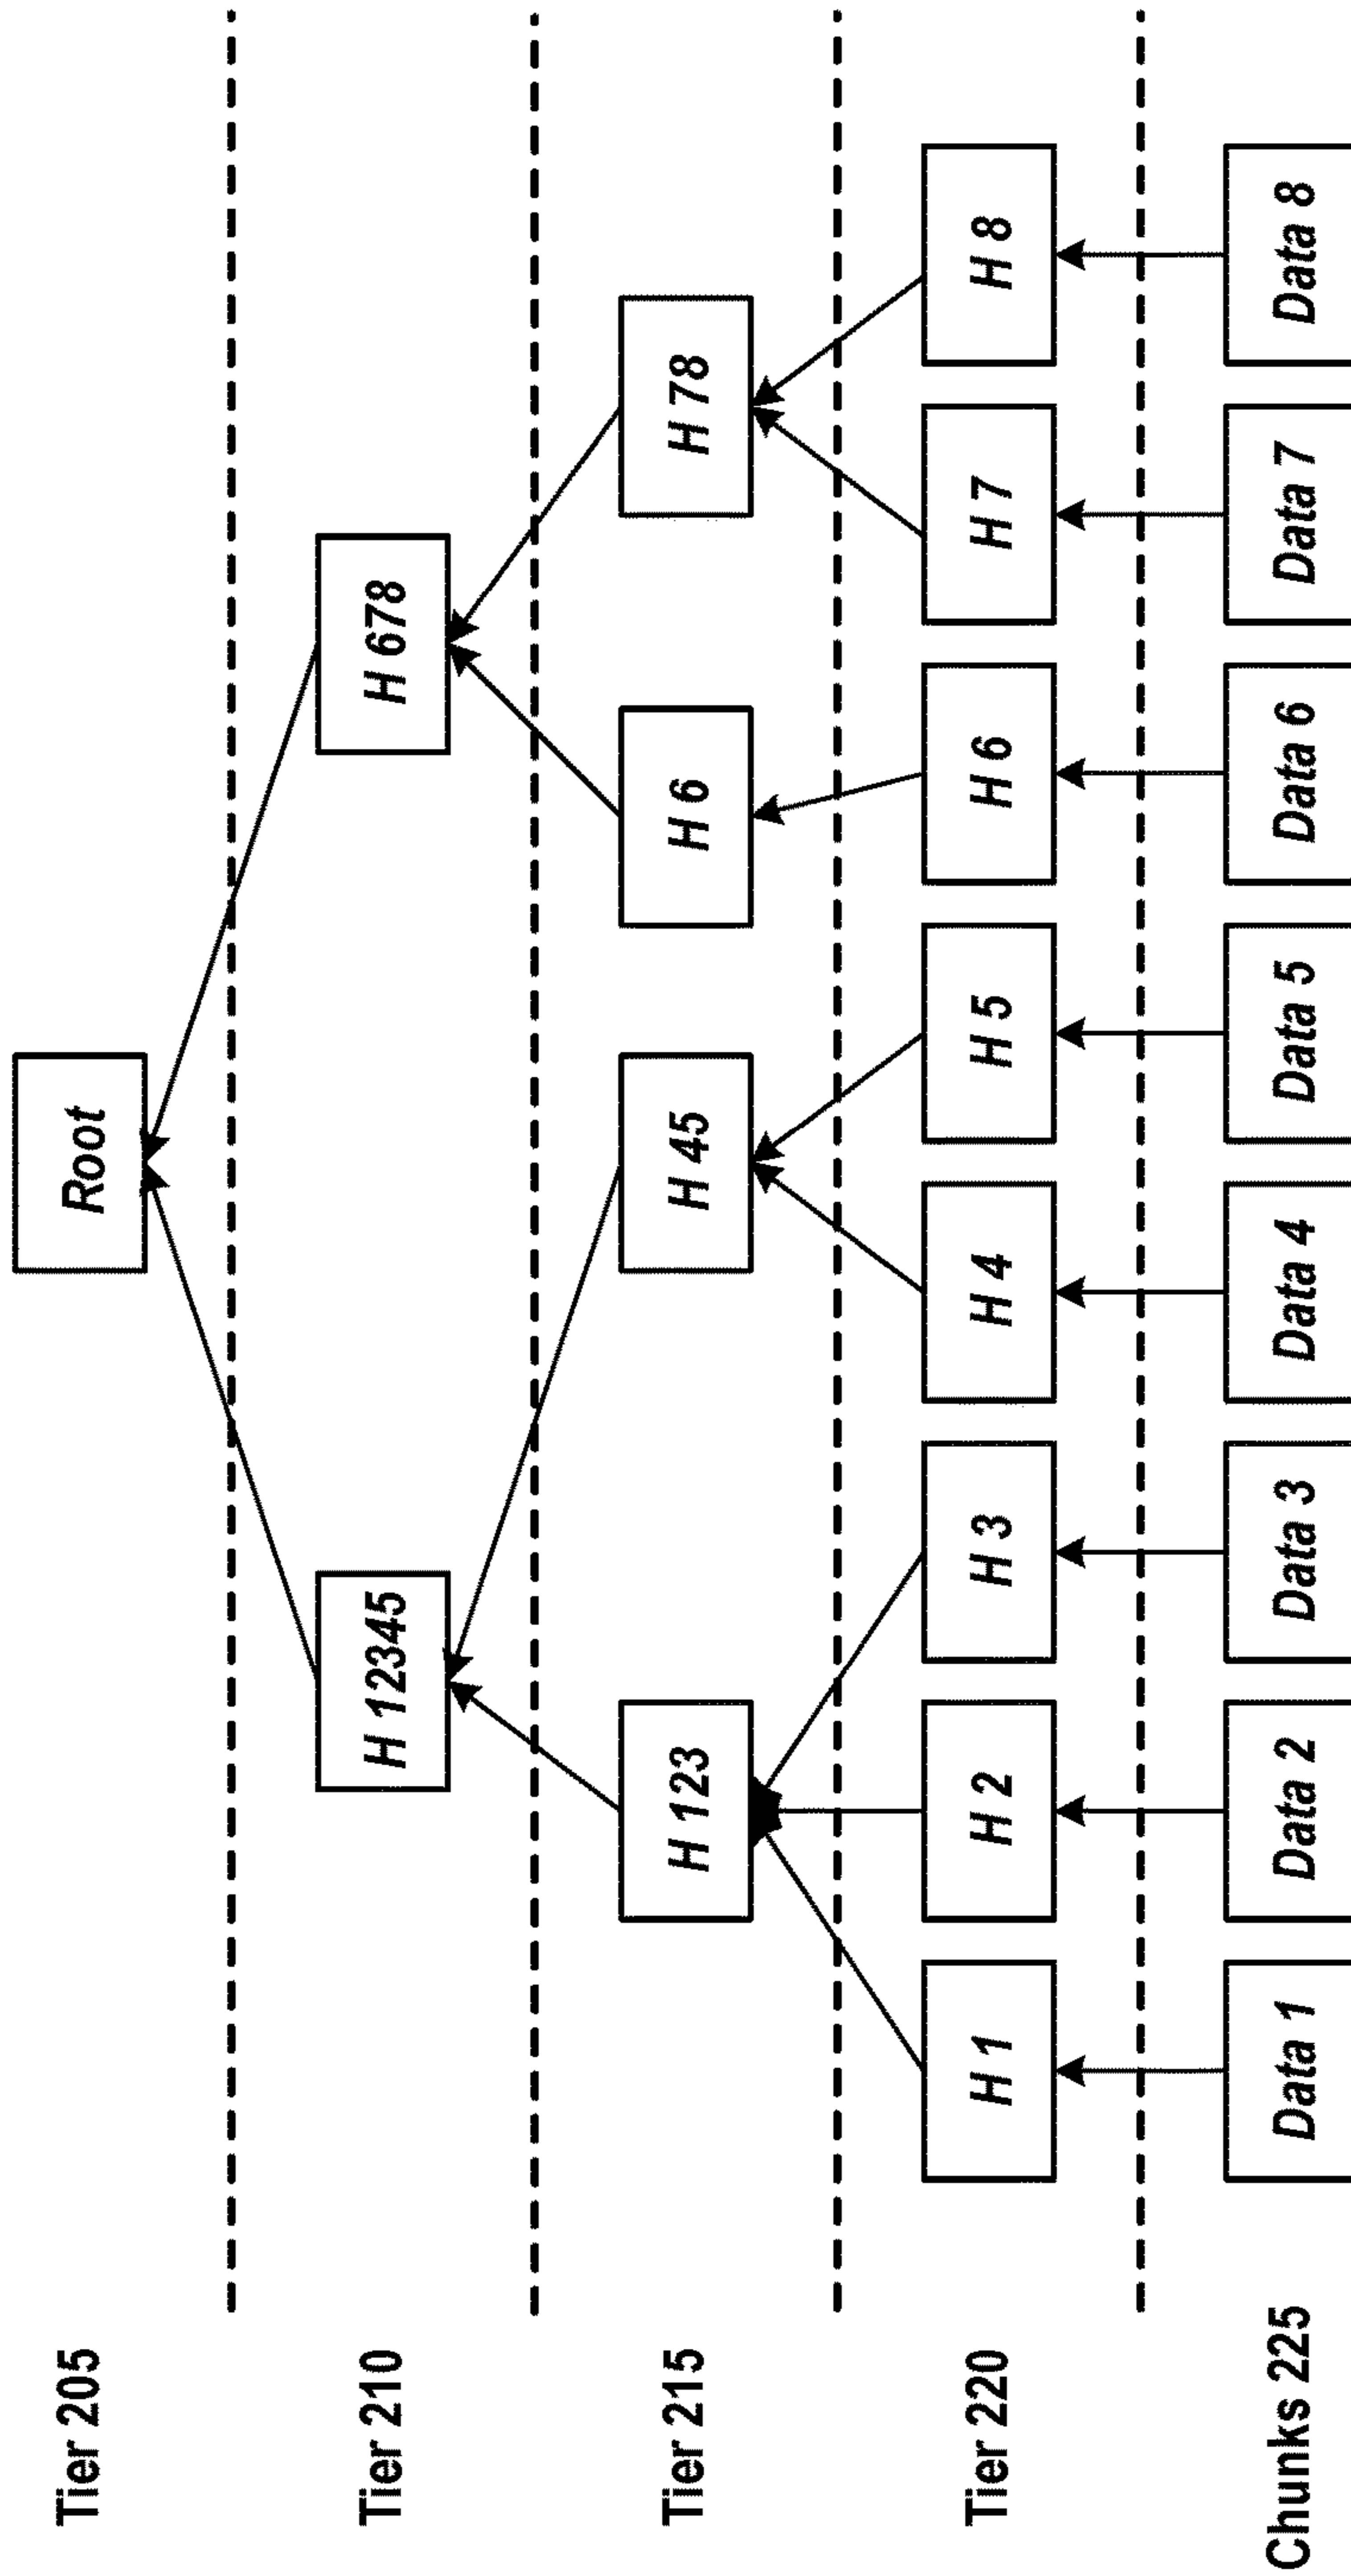 Tier 205
Root
Tier 210
H 12345
H 678
Tier 215
H 123
H 45
H 6
H 78
Tier 220
H 1
H 2
H 3
H 4
H 5
H 6
H 7
H 8
Chunks 225
Data 1
Data 2
Data 3
Data 4
Data 5
Data 6
Data 7
Data 8